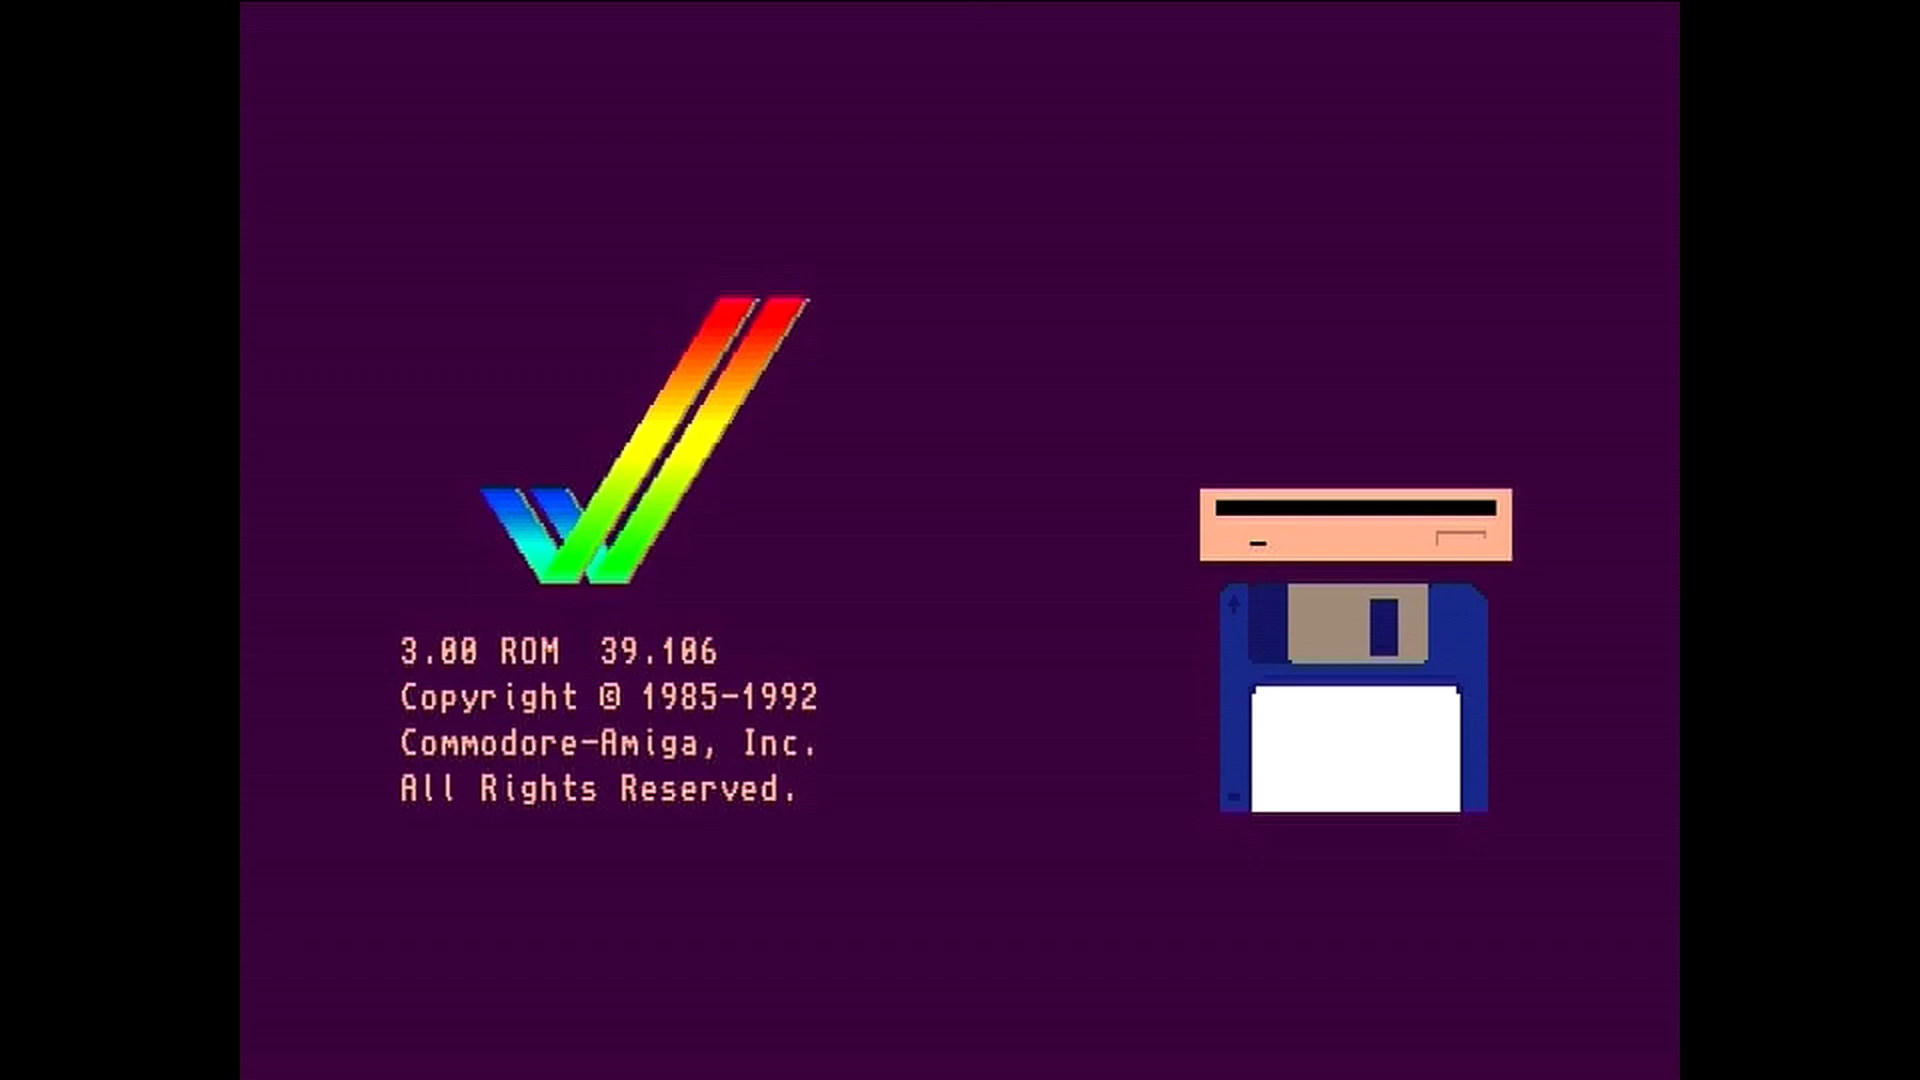 3.00 ROM  39.106
Copyright © 1985-1992
Commodore-Amiga, Inc.
All Rights Reserved.